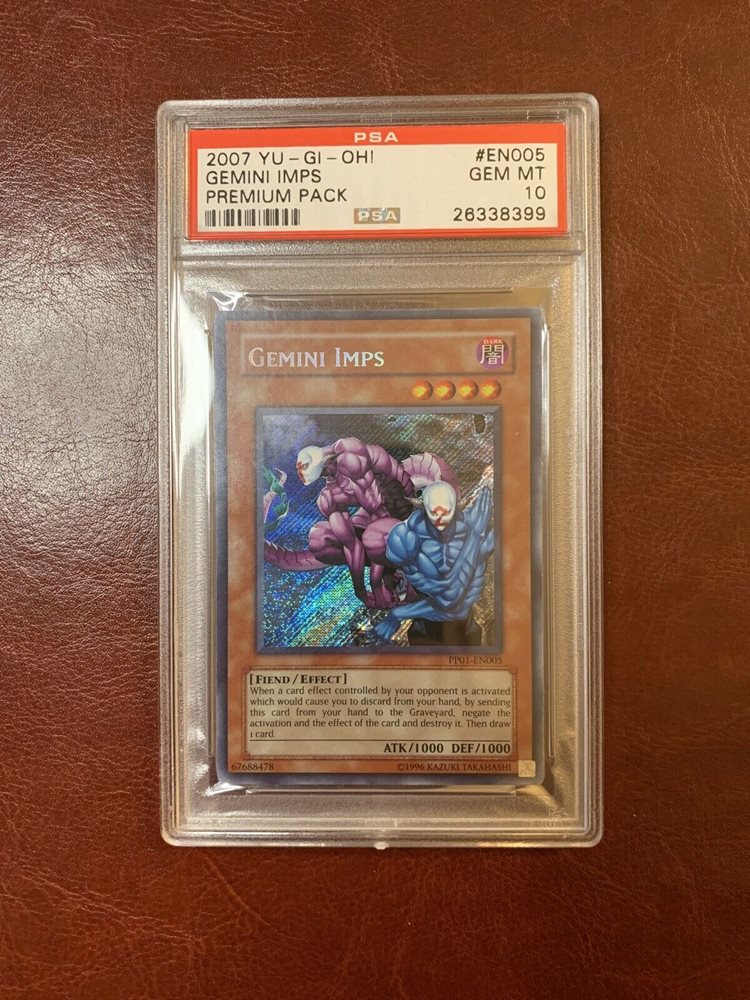 PSA
2007 YU-GI-OH! #EN005
GEMINI IMPS GEM MT
PREMIUM PACK 10
PSA 26338399
GEMINI IMPS
DARK
闇
PP01-EN005
[FIEND/EFFECT]
When a card effect controlled by your opponent is activated
which would cause you to discard from your hand, by sending
this card from your hand to the Graveyard, negate the
activation and the effect of the card and destroy it. Then draw
1 card.
ATK/1000 DEF/1000
67688478 ©1996 KAZUKI TAKAHASHI